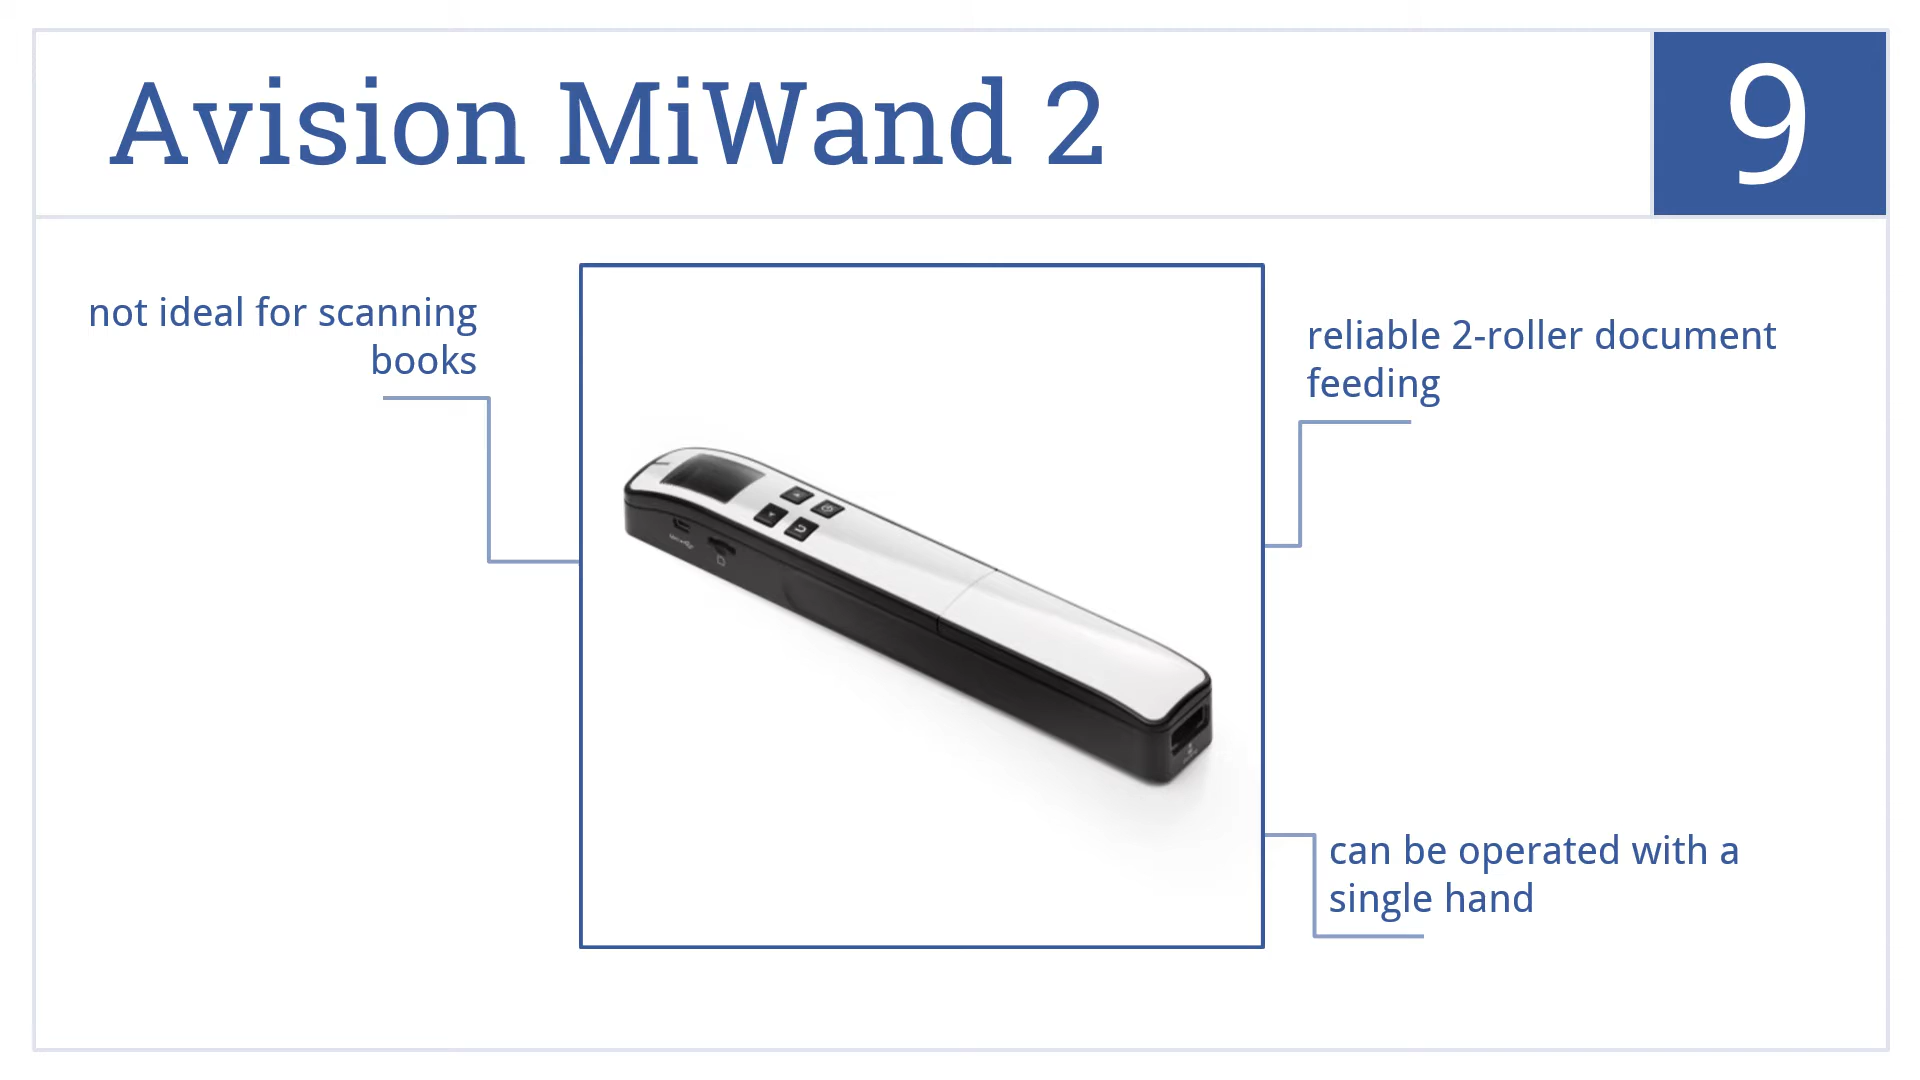 Avision MiWand 2
9
not ideal for scanning
books
reliable 2-roller document
feeding
can be operated with a
single hand